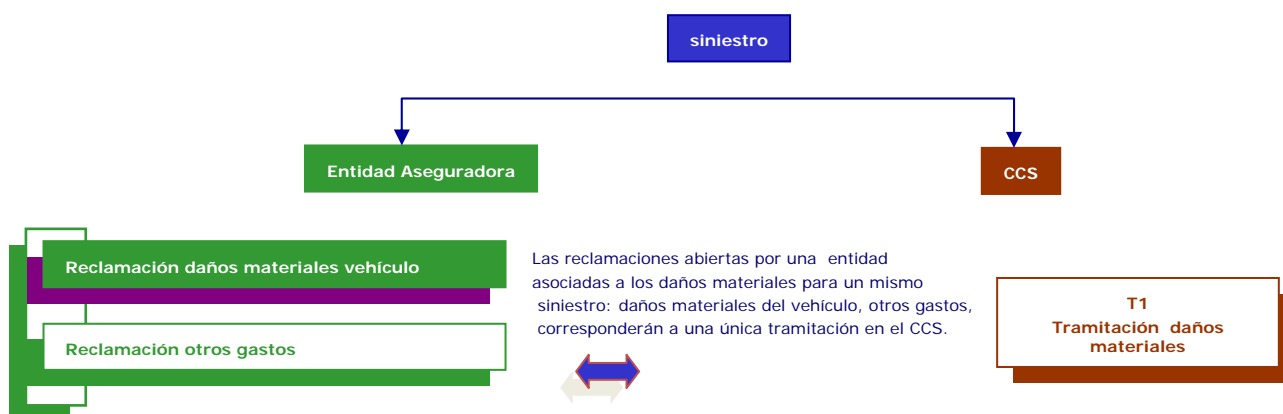 siniestro
Entidad Aseguradora
CCS
Reclamación daños materiales vehículo
Reclamación otros gastos
Las reclamaciones abiertas por una entidad
asociadas a los daños materiales para un mismo
siniestro: daños materiales del vehículo, otros gastos,
corresponderán a una única tramitación en el CCS.
T1
Tramitación daños
materiales